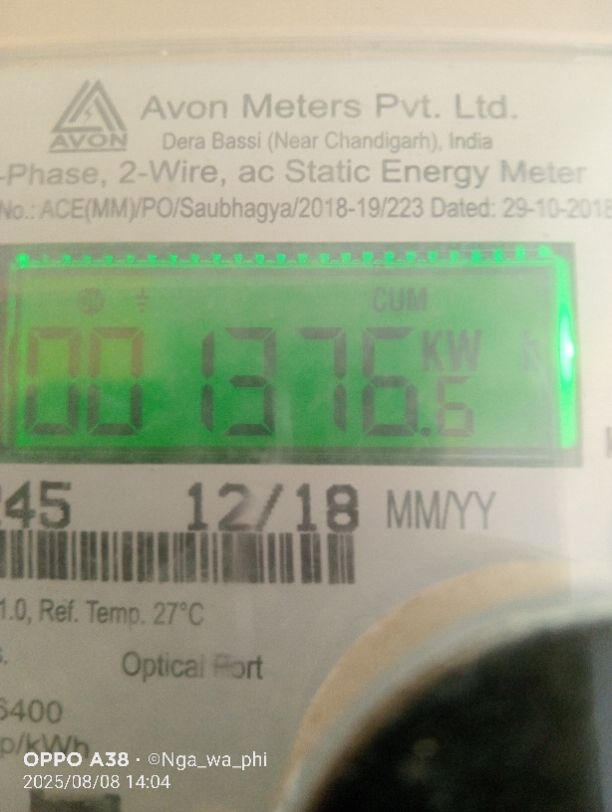 Avon Meters Pvt. Ltd.
AVON
Dera Bassi (Near Chandigarh), India
-Phase, 2-Wire, ac Static Energy Meter
No.: ACE(MM)/PO/Saubhagya/2018-19/223 Dated: 29-10-2018
CUM
001376.6 KW
245 12/18 MM/YY
1.0, Ref. Temp. 27°C
Optical Port
6400
p/kWh
OPPO A38 · ©Nga_wa_phi
2025/08/08 14:04